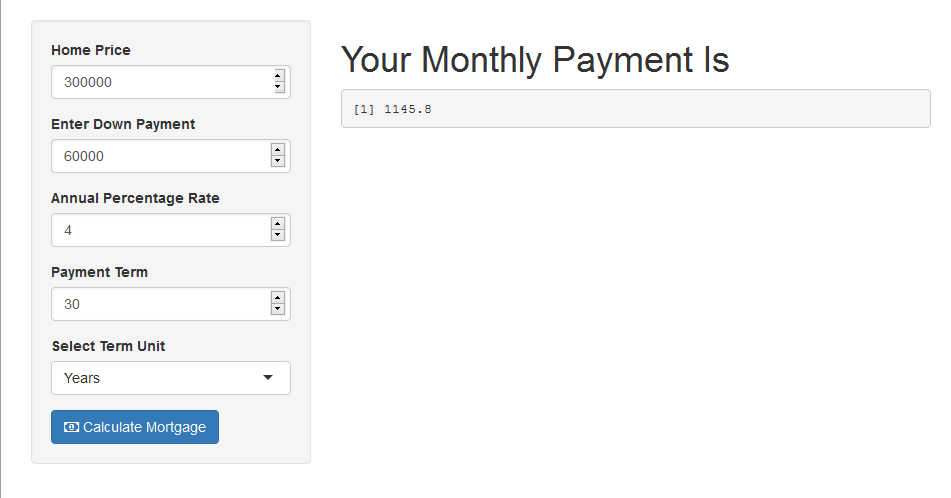 Home Price
300000
Enter Down Payment
60000
Annual Percentage Rate
4
Payment Term
30
Select Term Unit
Years
Calculate Mortgage
Your Monthly Payment Is
[1] 1145.8